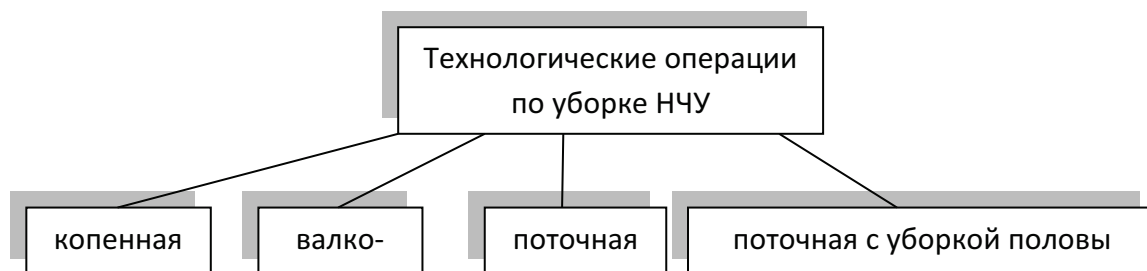 Технологические операции
по уборке НЧУ
копенная
валко-
поточная
поточная с уборкой половы